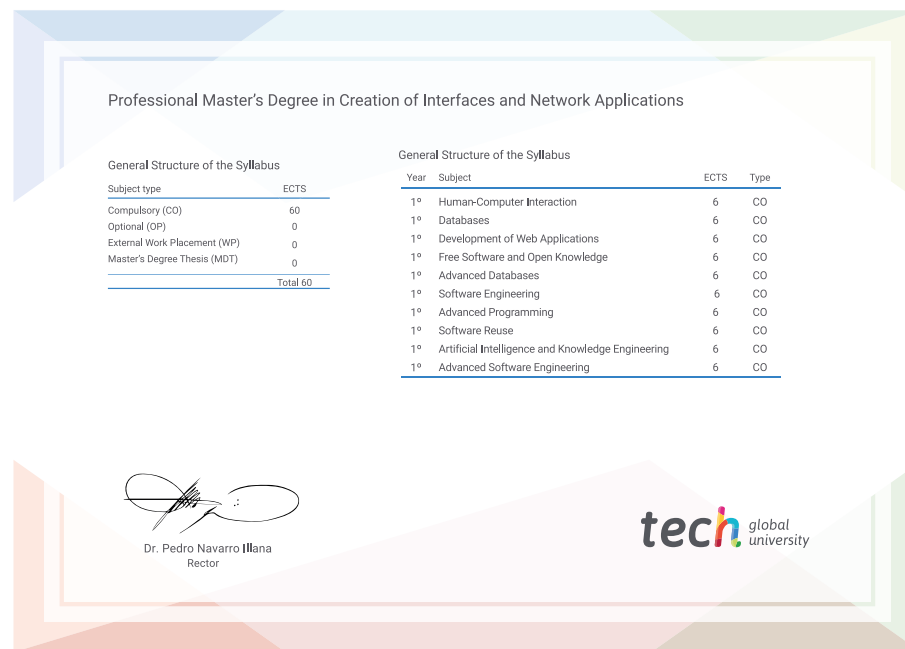 Professional Master's Degree in Creation of Interfaces and Network Applications
General Structure of the Syllabus
Subject type ECTS
Compulsory (CO) 60
Optional (OP) 0
External Work Placement (WP) 0
Master's Degree Thesis (MDT) 0
Total 60
General Structure of the Syllabus
Year Subject ECTS Type
1º Human-Computer Interaction 6 CO
1º Databases 6 CO
1º Development of Web Applications 6 CO
1º Free Software and Open Knowledge 6 CO
1º Advanced Databases 6 CO
1º Software Engineering 6 CO
1º Advanced Programming 6 CO
1º Software Reuse 6 CO
1º Artificial Intelligence and Knowledge Engineering 6 CO
1º Advanced Software Engineering 6 CO
Dr. Pedro Navarro Illana
Rector
tech global
university